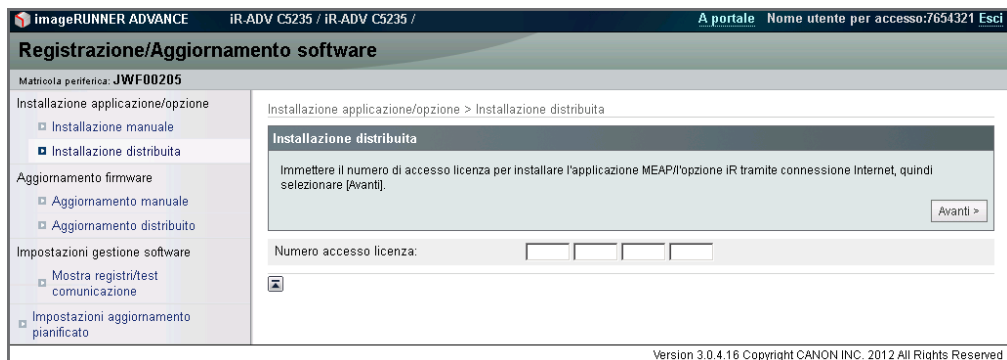 imageRUNNER ADVANCE iR-ADV C5235 / iR-ADV C5235 / A portale Nome utente per accesso:7654321 Esci
Registrazione/Aggiornamento software
Matricola periferica: JWF00205
Installazione applicazione/opzione
Installazione manuale
Installazione distribuita
Aggiornamento firmware
Aggiornamento manuale
Aggiornamento distribuito
Impostazioni gestione software
Mostra registri/test
comunicazione
Impostazioni aggiornamento
pianificato
Installazione applicazione/opzione > Installazione distribuita
Installazione distribuita
Immettere il numero di accesso licenza per installare l'applicazione MEAP/l'opzione iR tramite connessione Internet, quindi
selezionare [Avanti].
Avanti >
Numero accesso licenza:
Version 3.0.4.16 Copyright CANON INC. 2012 All Rights Reserved